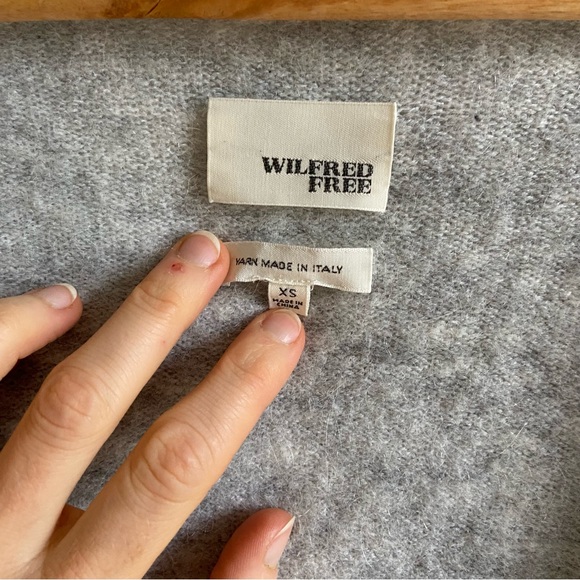 WILFRED
FREE
YARN MADE IN ITALY
XS
MADE IN
CHINA